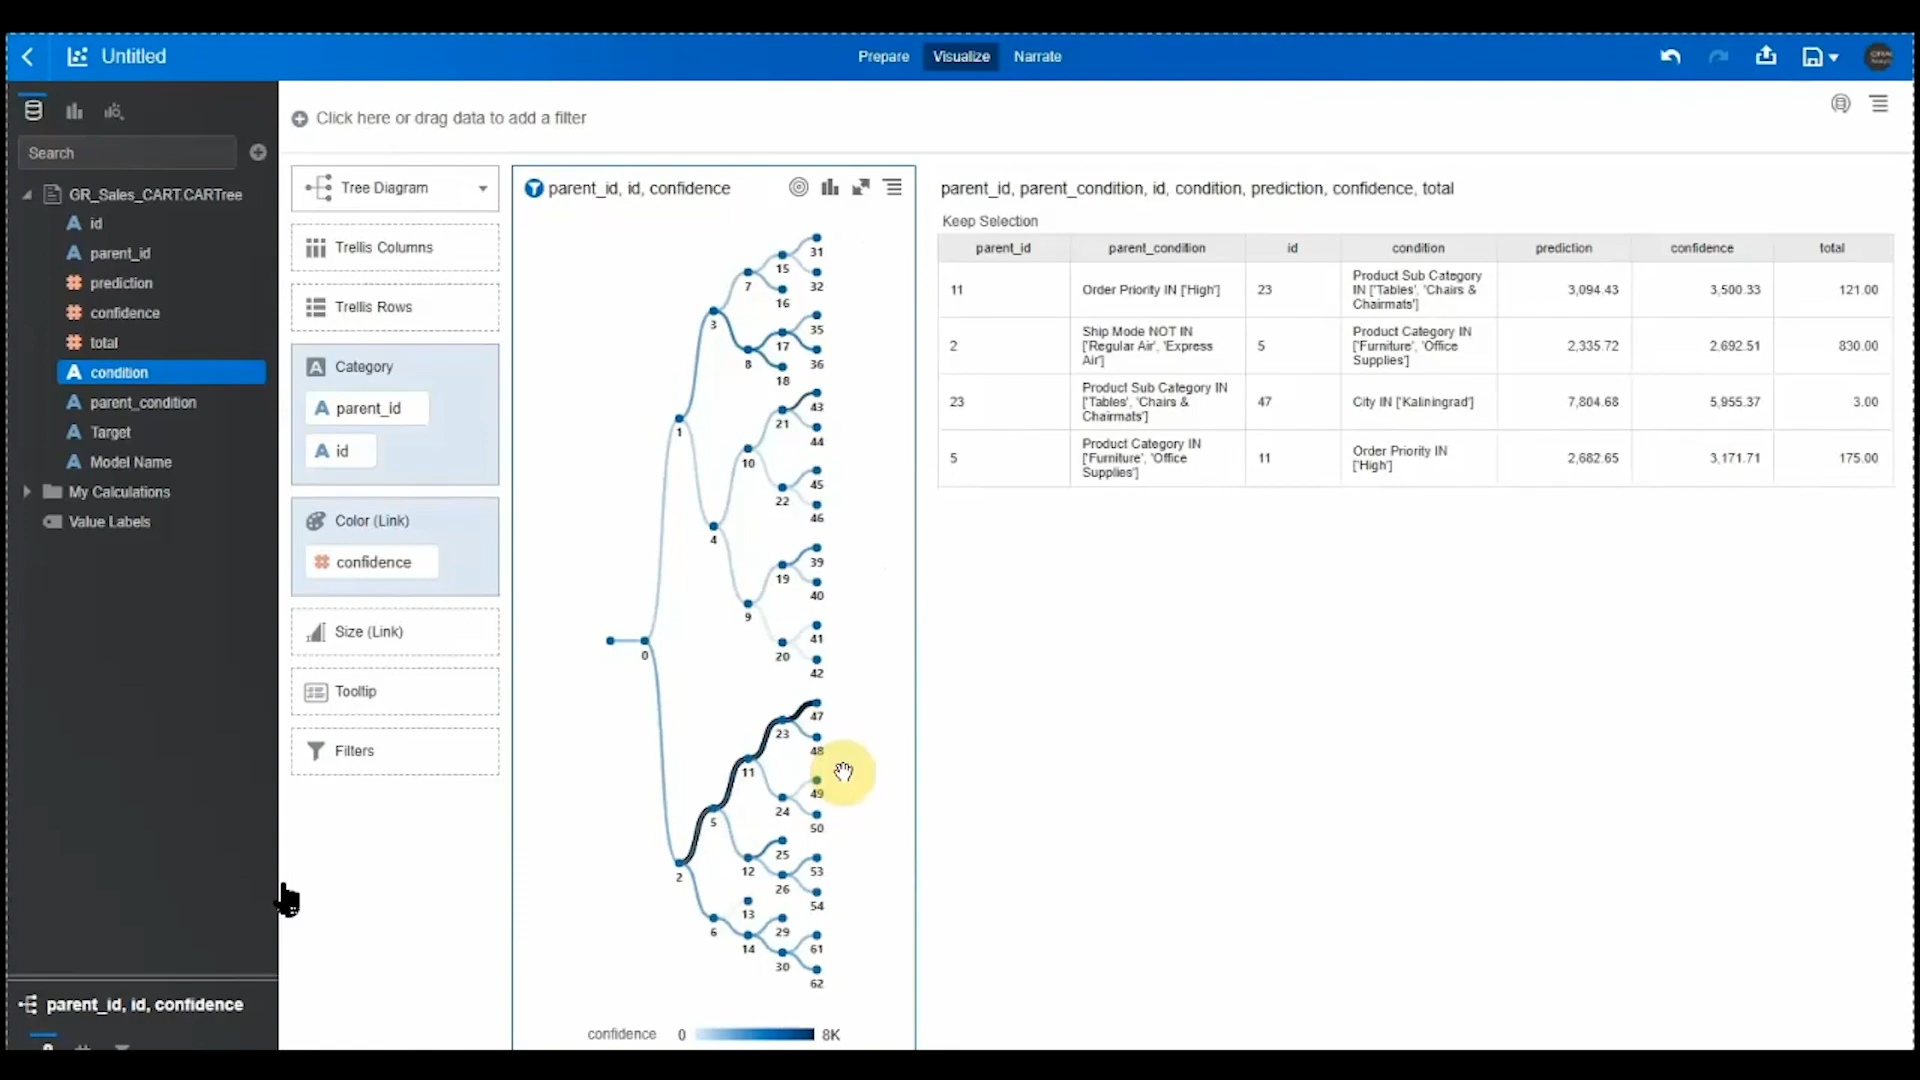 Untitled
Prepare
Visualize
Narrate
Search
GR_Sales_CART.CARTree
id
parent_id
prediction
confidence
total
condition
parent_condition
Target
Model Name
My Calculations
Value Labels
parent_id, id, confidence
Click here or drag data to add a filter
Tree Diagram
Trellis Columns
Trellis Rows
Category
parent_id
id
Color (Link)
confidence
Size (Link)
Tooltip
Filters
parent_id, id, confidence
31
15
32
7
16
3
35
17
36
8
18
43
1
21
44
10
45
22
46
4
39
19
40
9
41
0
20
42
47
23
48
11
49
24
50
5
25
12
53
2
26
54
13
6
29
14
61
30
62
confidence 0 8K
parent_id, parent_condition, id, condition, prediction, confidence, total
Keep Selection
parent_id parent_condition id condition prediction confidence total
11 Order Priority IN ['High'] 23 Product Sub Category
IN ['Tables', 'Chairs &
Chairmats'] 3,094.43 3,500.33 121.00
2 Ship Mode NOT IN
['Regular Air', 'Express
Air'] 5 Product Category IN
['Furniture', 'Office
Supplies'] 2,335.72 2,692.51 830.00
23 Product Sub Category IN
['Tables', 'Chairs &
Chairmats'] 47 City IN ['Kaliningrad'] 7,804.68 5,955.37 3.00
5 Product Category IN
['Furniture', 'Office
Supplies'] 11 Order Priority IN
['High'] 2,682.65 3,171.71 175.00